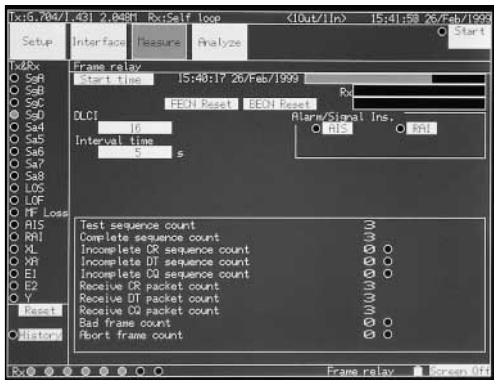 Tx:G.704/I.431 2.048M Rx:Self loop <1Out/1In> 15:41:58 26/Feb/1999
Setup Interface Measure Analyze Start
Tx&Rx
SaA
SaB
SaC
SaD
Sa4
Sa5
Sa6
Sa7
Sa8
LOS
LOF
MF Loss
AIS
RAI
XL
XR
E1
E2
Y
Reset
History
Frame relay
Start time 15:40:17 26/Feb/1999
Rx
FECN Reset BECN Reset
DLCI
16
Interval time
5 s
Alarm/Signal Ins.
AIS RAI
Test sequence count 3
Complete sequence count 3
Incomplete CR sequence count 0
Incomplete DT sequence count 0
Incomplete CQ sequence count 0
Receive CR packet count 3
Receive DT packet count 3
Receive CQ packet count 3
Bad frame count 0
Abort frame count 0
Rx Frame relay Screen Off